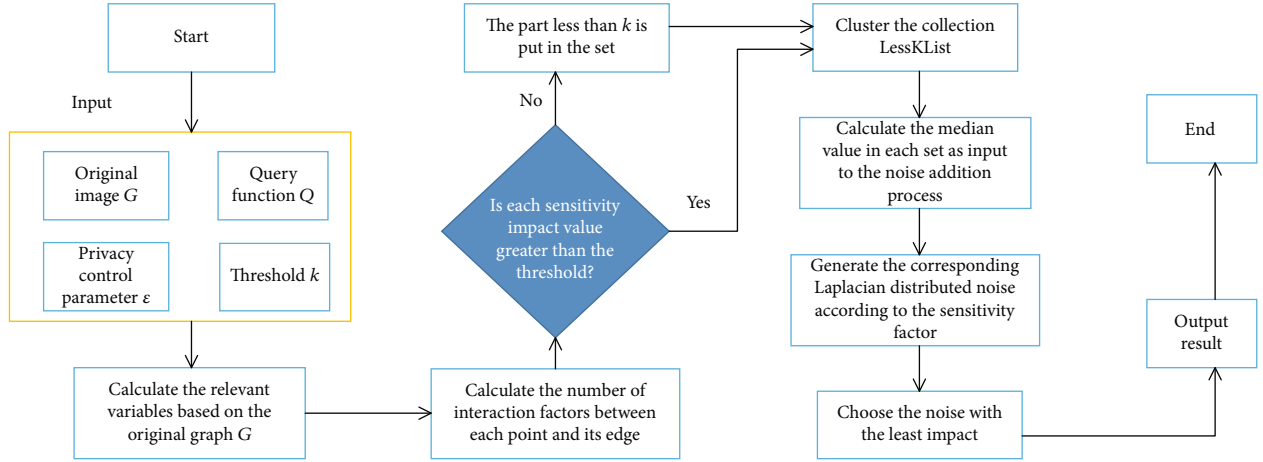 Start
Input
Original
image G
Query
function Q
Privacy
control
parameter ε
Threshold k
Calculate the relevant
variables based on the
original graph G
Calculate the number of
interaction factors between
each point and its edge
Is each sensitivity
impact value
greater than the
threshold?
No
Yes
The part less than k is
put in the set
Cluster the collection
LessKList
Calculate the median
value in each set as input
to the noise addition
process
Generate the corresponding
Laplacian distributed noise
according to the sensitivity
factor
Choose the noise with
the least impact
Output
result
End